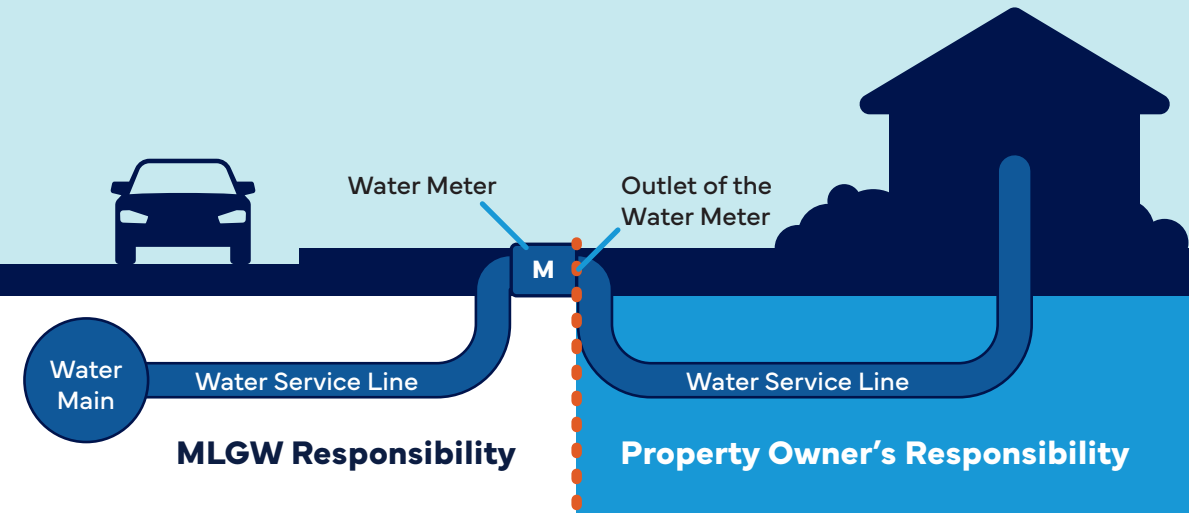 Water Meter
Outlet of the
Water Meter
M
Water
Main
Water Service Line
Water Service Line
MLGW Responsibility
Property Owner’s Responsibility